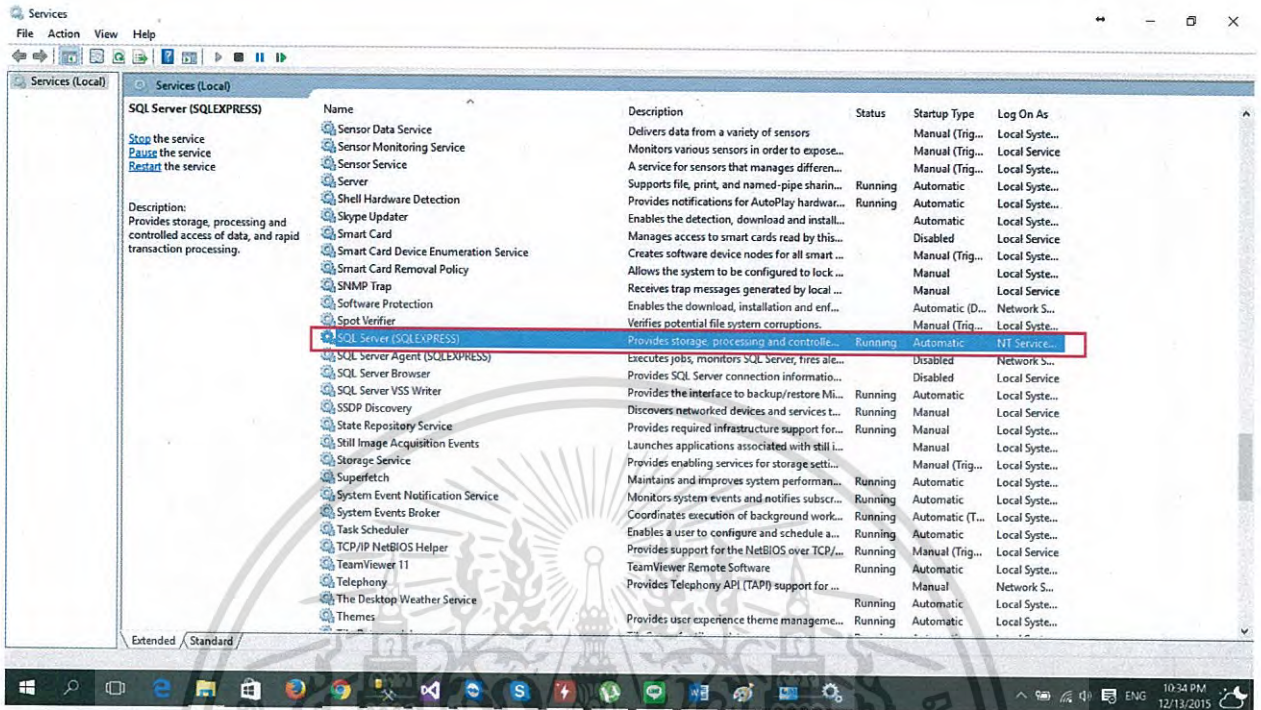 Services
File Action View Help
Services (Local)
Services (Local)
SQL Server (SQLEXPRESS)
Stop the service
Pause the service
Restart the service
Description:
Provides storage, processing and
controlled access of data, and rapid
transaction processing.
Name Description Status Startup Type Log On As
Sensor Data Service Delivers data from a variety of sensors Manual (Trig... Local Syste...
Sensor Monitoring Service Monitors various sensors in order to expose... Manual (Trig... Local Service
Sensor Service A service for sensors that manages differen... Manual (Trig... Local Syste...
Server Supports file, print, and named-pipe sharin... Running Automatic Local Syste...
Shell Hardware Detection Provides notifications for AutoPlay hardwar... Running Automatic Local Syste...
Skype Updater Enables the detection, download and install... Automatic Local Syste...
Smart Card Manages access to smart cards read by this... Disabled Local Service
Smart Card Device Enumeration Service Creates software device nodes for all smart ... Manual (Trig... Local Syste...
Smart Card Removal Policy Allows the system to be configured to lock ... Manual Local Syste...
SNMP Trap Receives trap messages generated by local ... Manual Local Service
Software Protection Enables the download, installation and enf... Automatic (D... Network S...
Spot Verifier Verifies potential file system corruptions. Manual (Trig... Local Syste...
SQL Server (SQLEXPRESS) Provides storage, processing and controlle... Running Automatic NT Service...
SQL Server Agent (SQLEXPRESS) Executes jobs, monitors SQL Server, fires ale... Disabled Network S...
SQL Server Browser Provides SQL Server connection informatio... Disabled Local Service
SQL Server VSS Writer Provides the interface to backup/restore Mi... Running Automatic Local Syste...
SSDP Discovery Discovers networked devices and services t... Running Manual Local Service
State Repository Service Provides required infrastructure support for... Running Manual Local Syste...
Still Image Acquisition Events Launches applications associated with still i... Manual Local Syste...
Storage Service Provides enabling services for storage setti... Manual (Trig... Local Syste...
Superfetch Maintains and improves system performan... Running Automatic Local Syste...
System Event Notification Service Monitors system events and notifies subscr... Running Automatic Local Syste...
System Events Broker Coordinates execution of background work... Running Automatic (T... Local Syste...
Task Scheduler Enables a user to configure and schedule a... Running Automatic Local Syste...
TCP/IP NetBIOS Helper Provides support for the NetBIOS over TCP/... Running Manual (Trig... Local Service
TeamViewer 11 TeamViewer Remote Software Running Automatic Local Syste...
Telephony Provides Telephony API (TAPI) support for ... Manual Network S...
The Desktop Weather Service Running Automatic Local Syste...
Themes Provides user experience theme manageme... Running Automatic Local Syste...
Extended Standard
ENG 10:34 PM
12/13/2015